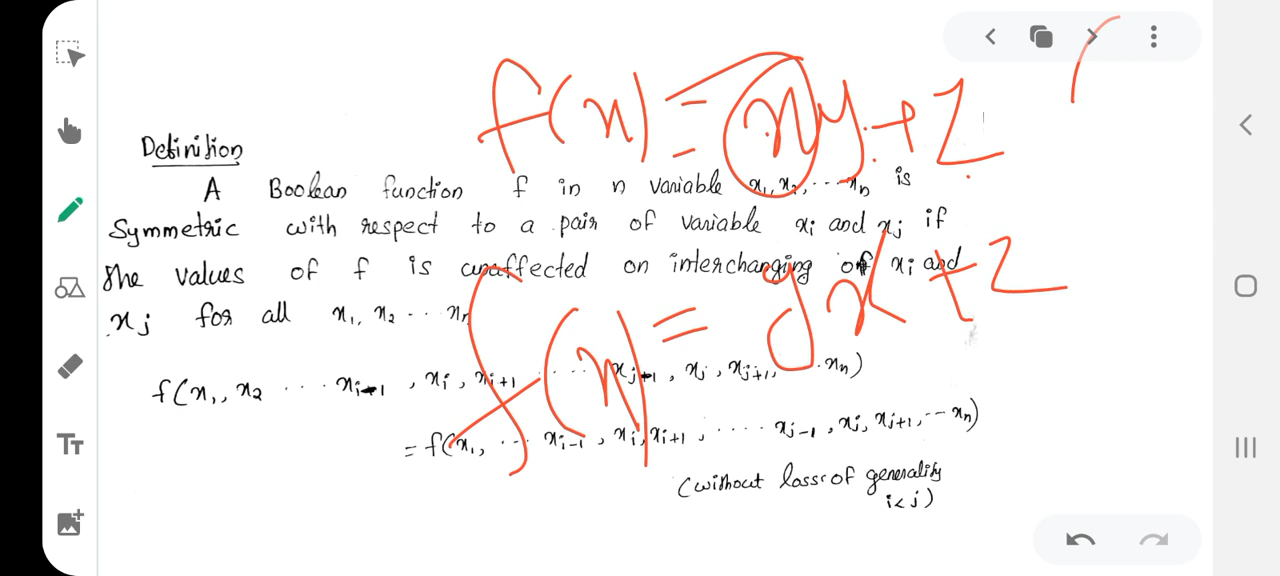 f(x) = xy + z
Definition
A Boolean function f in n variable x₁, x₂, ... xₙ is
Symmetric with respect to a pair of variable xᵢ and xⱼ if
the values of f is unaffected on interchanging of xᵢ and
xⱼ for all x₁, x₂ ... xₙ
f(x) = yx + z
f(x₁, x₂ ... xᵢ₋₁, xᵢ, xᵢ₊₁ ... xⱼ₋₁, xⱼ, xⱼ₊₁, ... xₙ)
= f(x₁, ... xᵢ₋₁, xⱼ, xᵢ₊₁, .... xⱼ₋₁, xᵢ, xⱼ₊₁, ... xₙ)
(without loss of generality
i < j)
Tt